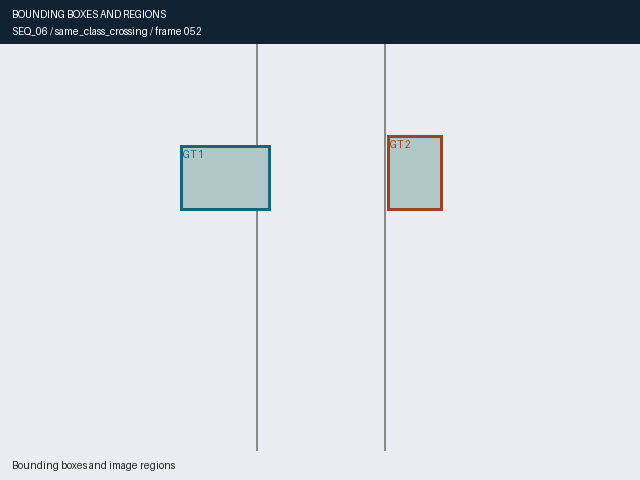 BOUNDING BOXES AND REGIONS
SEQ_06 / same_class_crossing / frame 052
GT2
GT1
Bounding boxes and image regions